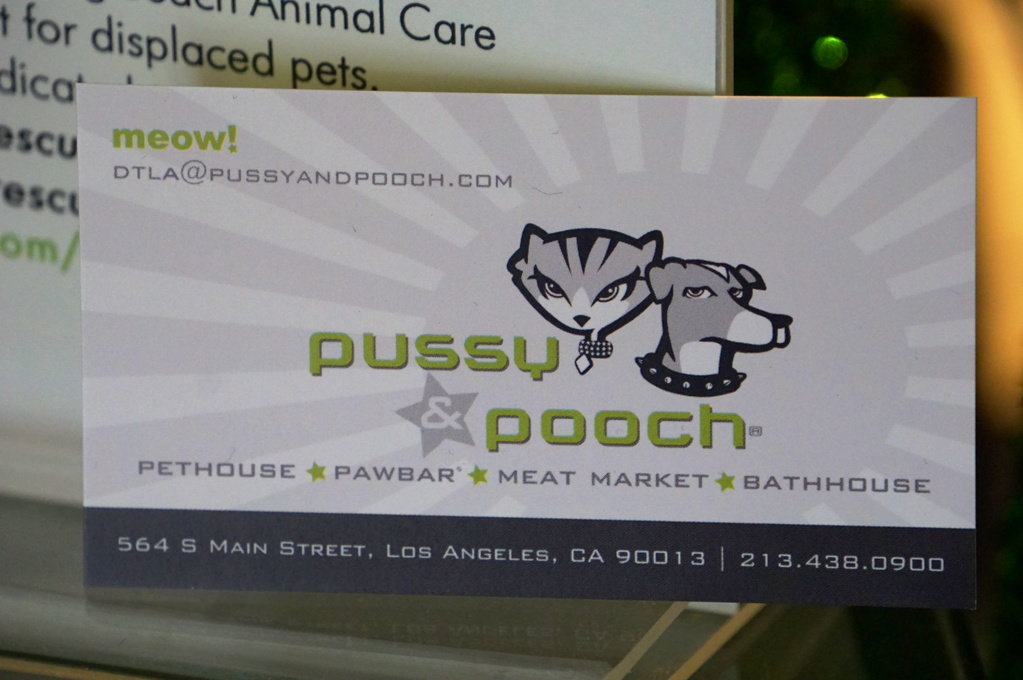 Animal Care
t for displaced pets.
om/
meow!
DTLA@PUSSYANDPOOCH.COM
pussy
& pooch®
PETHOUSE ★ PAWBAR® ★ MEAT MARKET ★ BATHHOUSE
564 S MAIN STREET, LOS ANGELES, CA 90013 | 213.438.0900